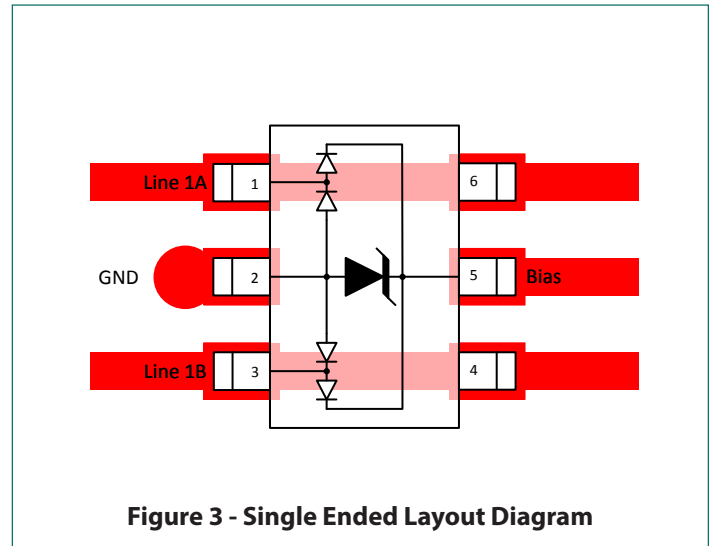 Line 1A 1 6
GND 2 5 Bias
Line 1B 3 4
Figure 3 - Single Ended Layout Diagram